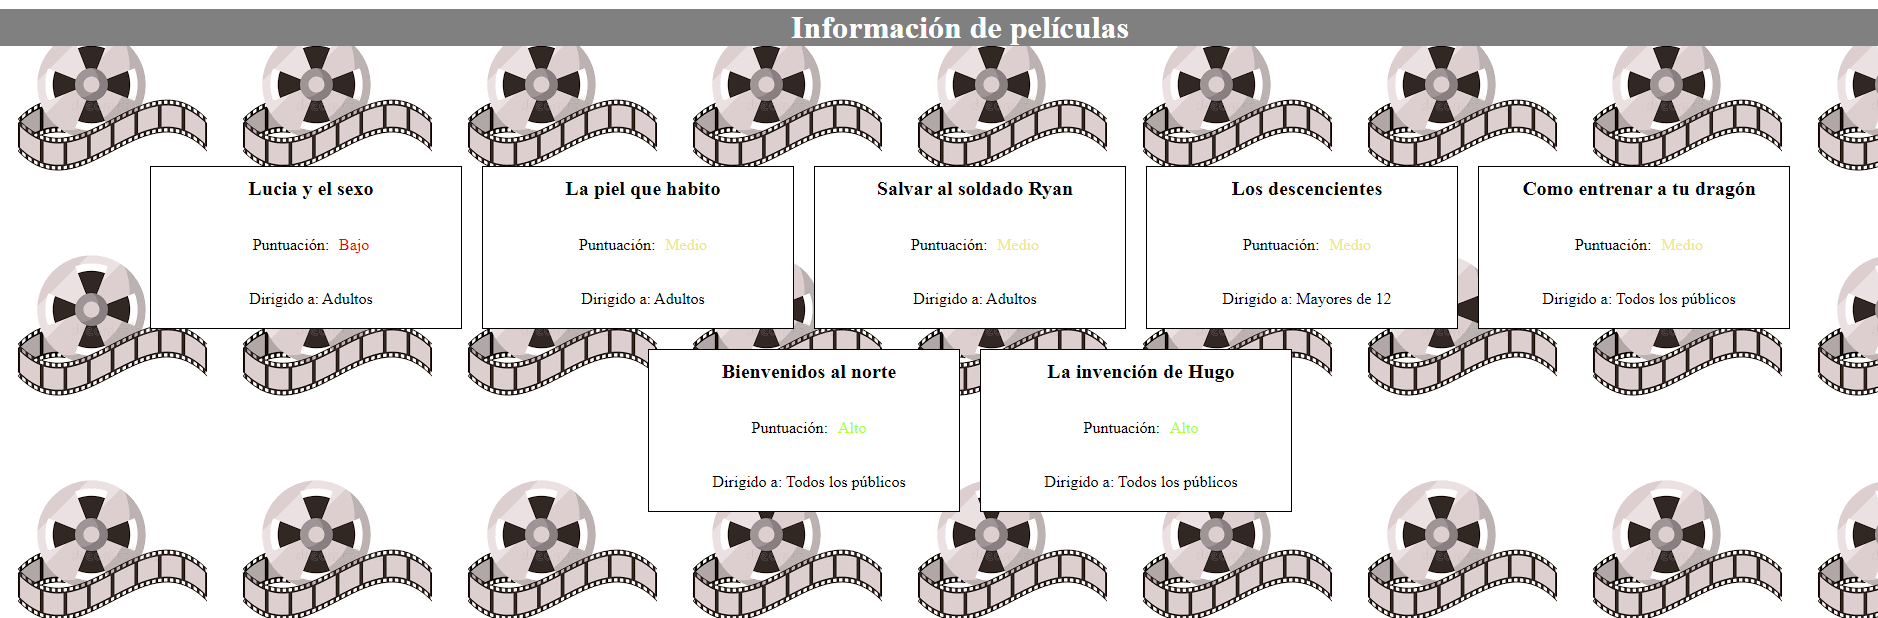 Información de películas
Lucia y el sexo
Puntuación: Bajo
Dirigido a: Adultos
La piel que habito
Puntuación: Medio
Dirigido a: Adultos
Salvar al soldado Ryan
Puntuación: Medio
Dirigido a: Adultos
Los descencientes
Puntuación: Medio
Dirigido a: Mayores de 12
Como entrenar a tu dragón
Puntuación: Medio
Dirigido a: Todos los públicos
Bienvenidos al norte
Puntuación: Alto
Dirigido a: Todos los públicos
La invención de Hugo
Puntuación: Alto
Dirigido a: Todos los públicos